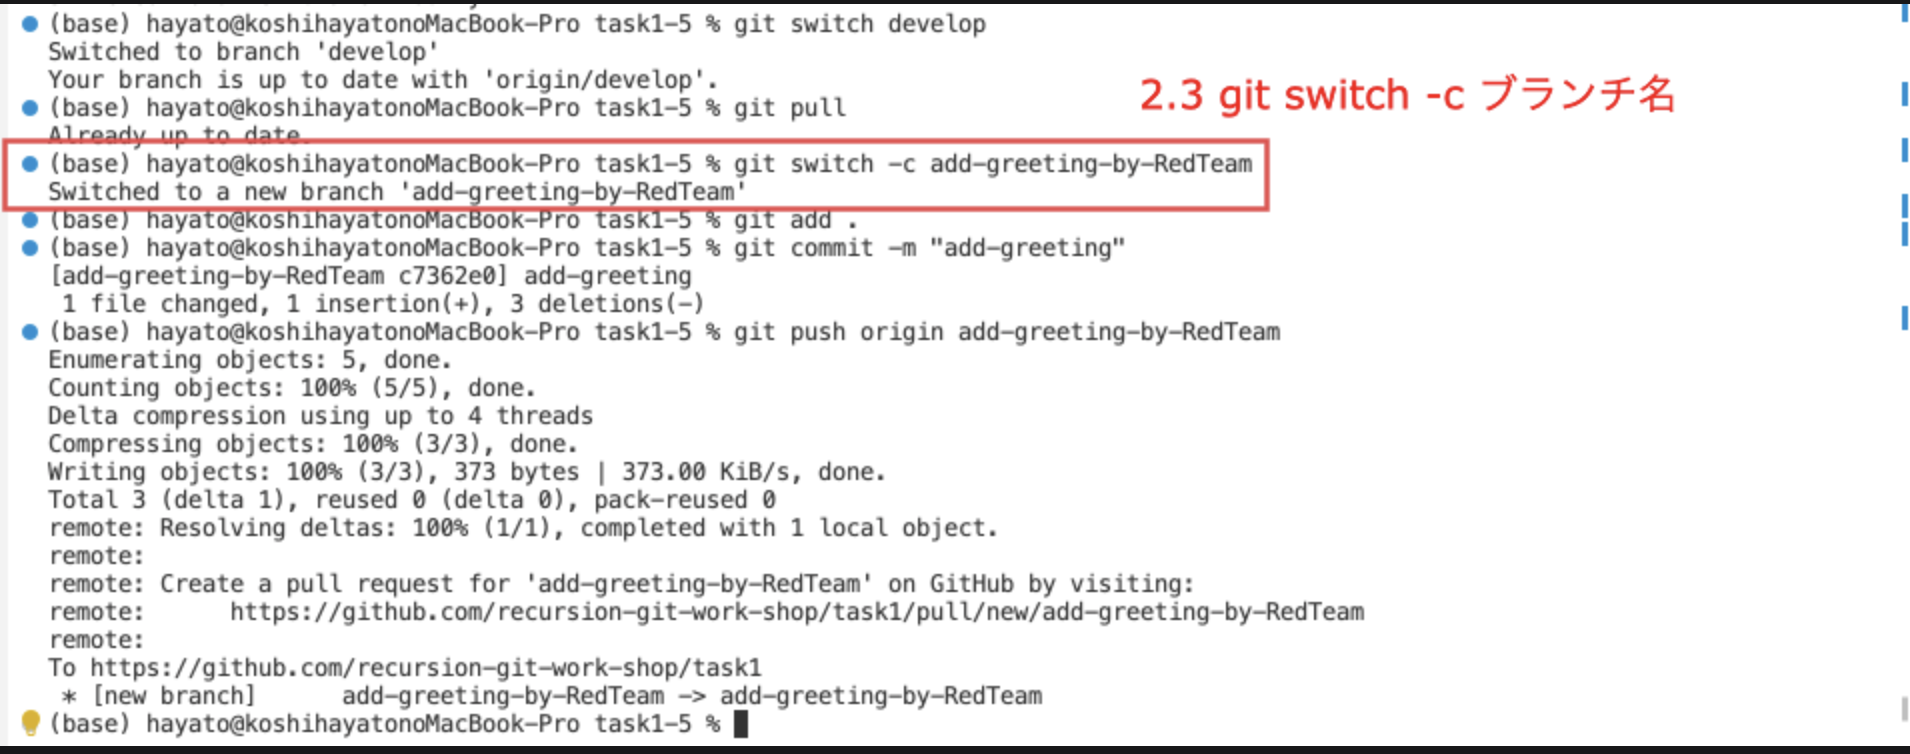 (base) hayato@koshihayatonoMacBook-Pro task1-5 % git switch develop
Switched to branch 'develop'
Your branch is up to date with 'origin/develop'.
2.3 git switch -c ブランチ名
(base) hayato@koshihayatonoMacBook-Pro task1-5 % git pull
Already up to date.
(base) hayato@koshihayatonoMacBook-Pro task1-5 % git switch -c add-greeting-by-RedTeam
Switched to a new branch 'add-greeting-by-RedTeam'
(base) hayato@koshihayatonoMacBook-Pro task1-5 % git add .
(base) hayato@koshihayatonoMacBook-Pro task1-5 % git commit -m "add-greeting"
[add-greeting-by-RedTeam c7362e0] add-greeting
 1 file changed, 1 insertion(+), 3 deletions(-)
(base) hayato@koshihayatonoMacBook-Pro task1-5 % git push origin add-greeting-by-RedTeam
Enumerating objects: 5, done.
Counting objects: 100% (5/5), done.
Delta compression using up to 4 threads
Compressing objects: 100% (3/3), done.
Writing objects: 100% (3/3), 373 bytes | 373.00 KiB/s, done.
Total 3 (delta 1), reused 0 (delta 0), pack-reused 0
remote: Resolving deltas: 100% (1/1), completed with 1 local object.
remote:
remote: Create a pull request for 'add-greeting-by-RedTeam' on GitHub by visiting:
remote:      https://github.com/recursion-git-work-shop/task1/pull/new/add-greeting-by-RedTeam
remote:
To https://github.com/recursion-git-work-shop/task1
 * [new branch]      add-greeting-by-RedTeam -> add-greeting-by-RedTeam
(base) hayato@koshihayatonoMacBook-Pro task1-5 %